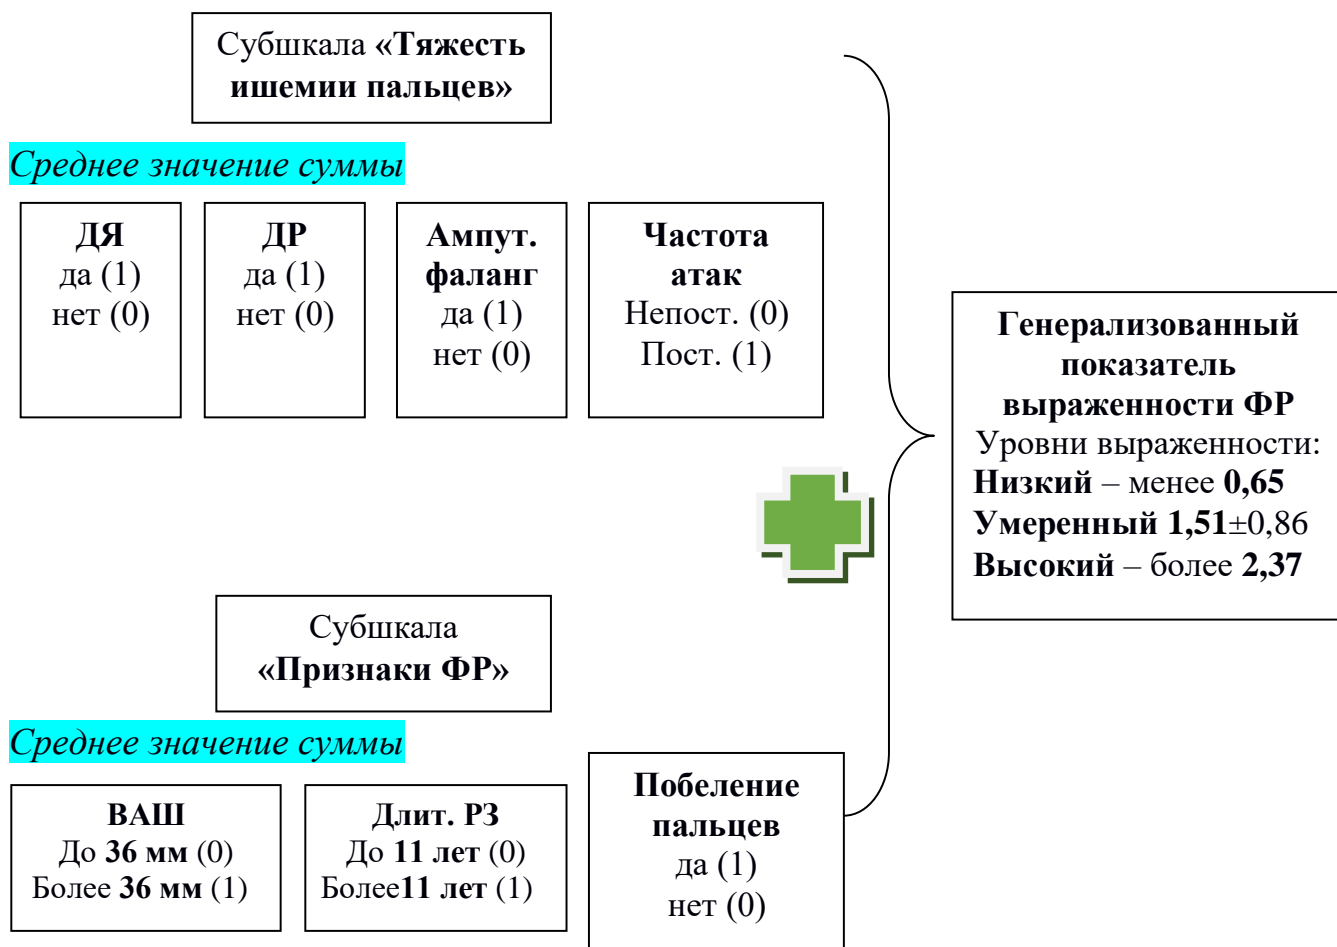 Субшкала «Тяжесть
ишемии пальцев»
Среднее значение суммы
ДЯ
да (1)
нет (0)
ДР
да (1)
нет (0)
Ампут.
фаланг
да (1)
нет (0)
Частота
атак
Непост. (0)
Пост. (1)
Генерализованный
показатель
выраженности ФР
Уровни выраженности:
Низкий – менее 0,65
Умеренный 1,51±0,86
Высокий – более 2,37
Субшкала
«Признаки ФР»
Среднее значение суммы
ВАШ
До 36 мм (0)
Более 36 мм (1)
Длит. РЗ
До 11 лет (0)
Более11 лет (1)
Побеление
пальцев
да (1)
нет (0)